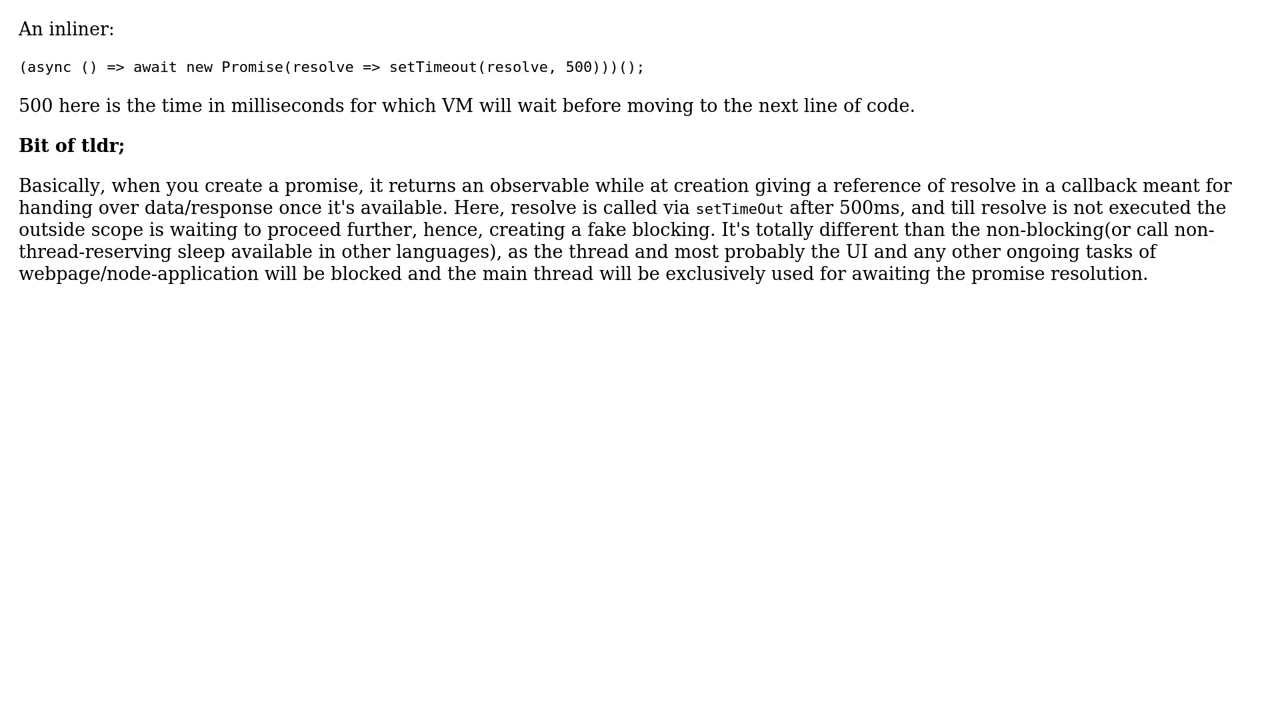 An inliner:
(async () => await new Promise(resolve => setTimeout(resolve, 500)))();
500 here is the time in milliseconds for which VM will wait before moving to the next line of code.
Bit of tldr;
Basically, when you create a promise, it returns an observable while at creation giving a reference of resolve in a callback meant for
handing over data/response once it's available. Here, resolve is called via setTimeOut after 500ms, and till resolve is not executed the
outside scope is waiting to proceed further, hence, creating a fake blocking. It's totally different than the non-blocking(or call non-
thread-reserving sleep available in other languages), as the thread and most probably the UI and any other ongoing tasks of
webpage/node-application will be blocked and the main thread will be exclusively used for awaiting the promise resolution.